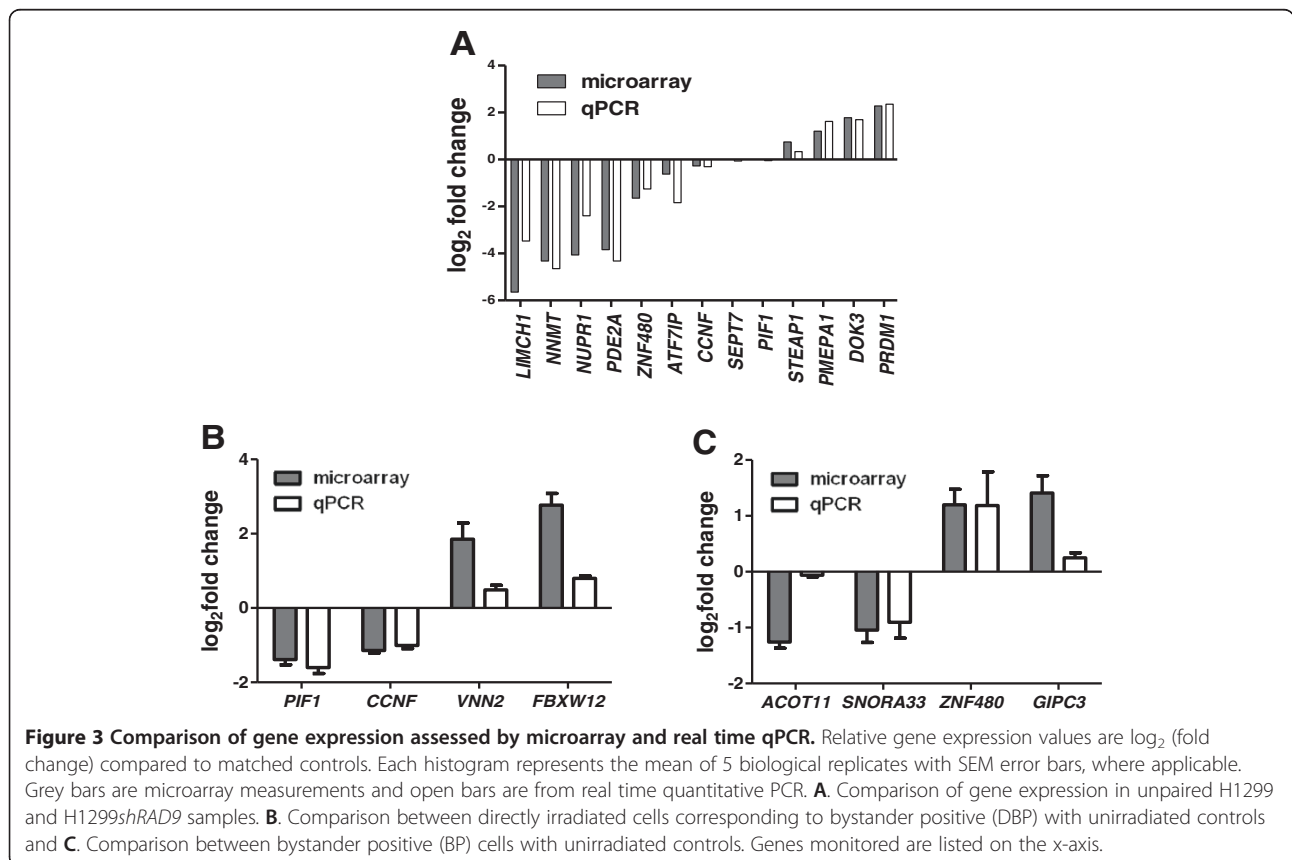 A
4
2
0
-2
-4
-6
log2 fold change
microarray
qPCR
LIMCH1
NNMT
NUPR1
PDE2A
ZNF480
ATF7IP
CCNF
SEPT7
PIF1
STEAP1
PMEPA1
DOK3
PRDM1
B
4
2
0
-2
log2fold change
microarray
qPCR
PIF1 CCNF VNN2 FBXW12
C
2
1
0
-1
-2
log2fold change
microarray
qPCR
ACOT11 SNORA33 ZNF480 GIPC3
Figure 3 Comparison of gene expression assessed by microarray and real time qPCR. Relative gene expression values are log2 (fold
change) compared to matched controls. Each histogram represents the mean of 5 biological replicates with SEM error bars, where applicable.
Grey bars are microarray measurements and open bars are from real time quantitative PCR. A. Comparison of gene expression in unpaired H1299
and H1299shRAD9 samples. B. Comparison between directly irradiated cells corresponding to bystander positive (DBP) with unirradiated controls
and C. Comparison between bystander positive (BP) cells with unirradiated controls. Genes monitored are listed on the x-axis.